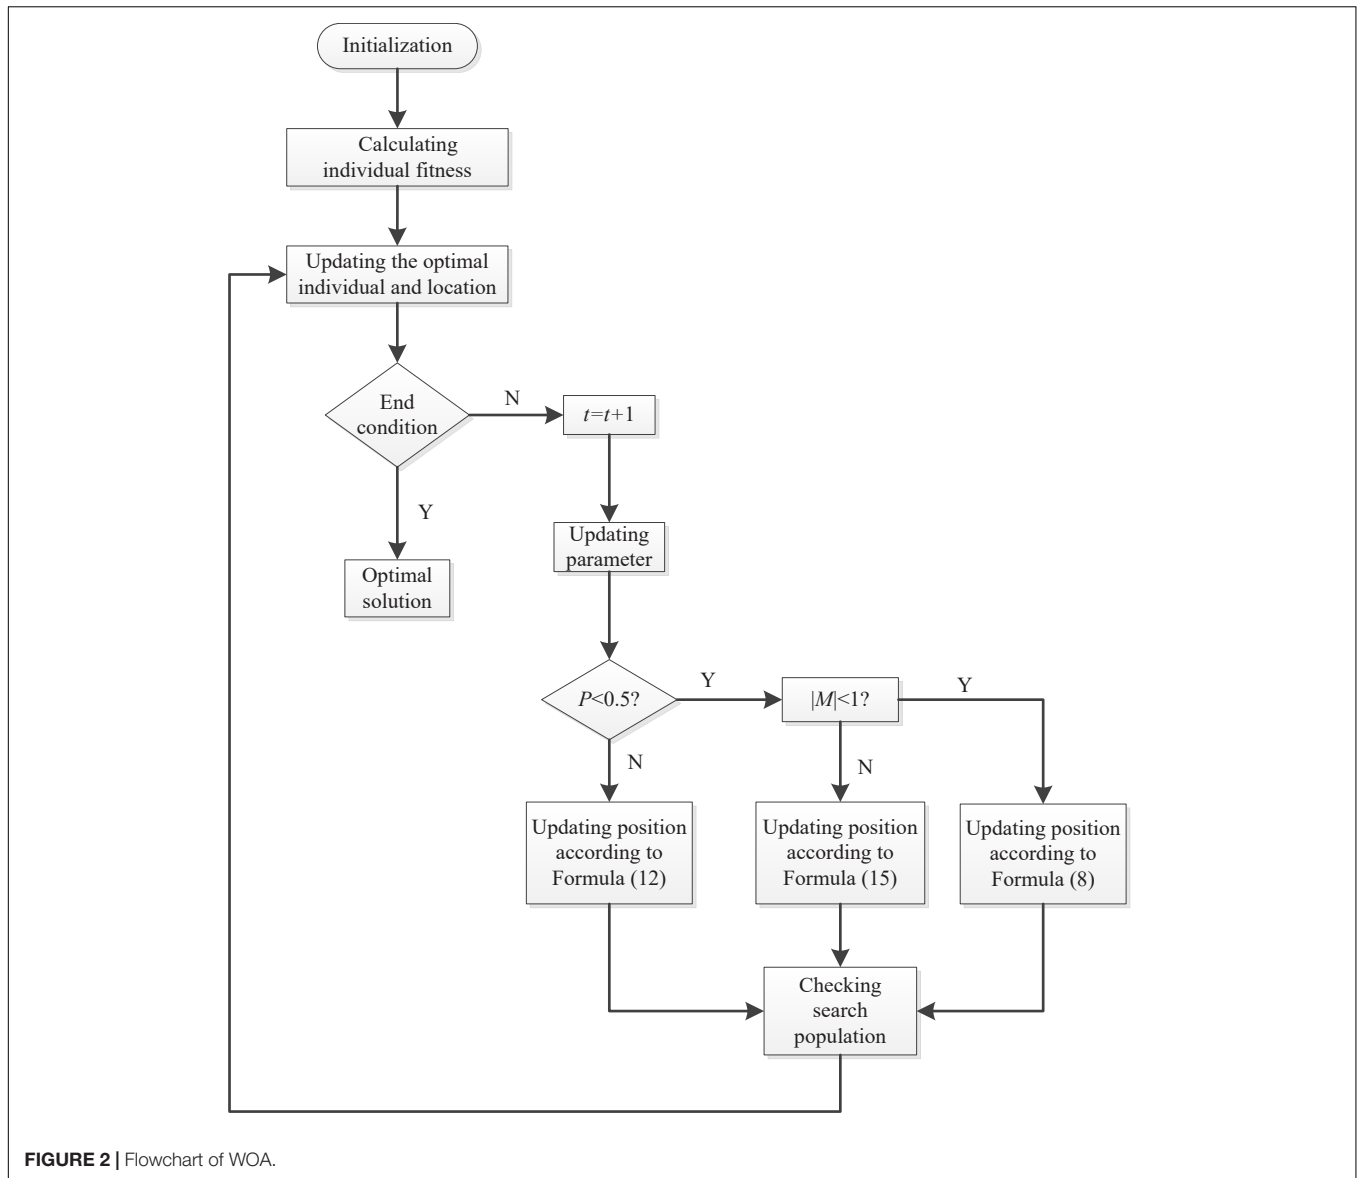 Initialization
Calculating
individual fitness
Updating the optimal
individual and location
End
condition
N
t=t+1
Y
Updating
parameter
Optimal
solution
P<0.5?
Y
|M|<1?
Y
N
N
Updating position
according to
Formula (12)
Updating position
according to
Formula (15)
Updating position
according to
Formula (8)
Checking
search
population
FIGURE 2 | Flowchart of WOA.